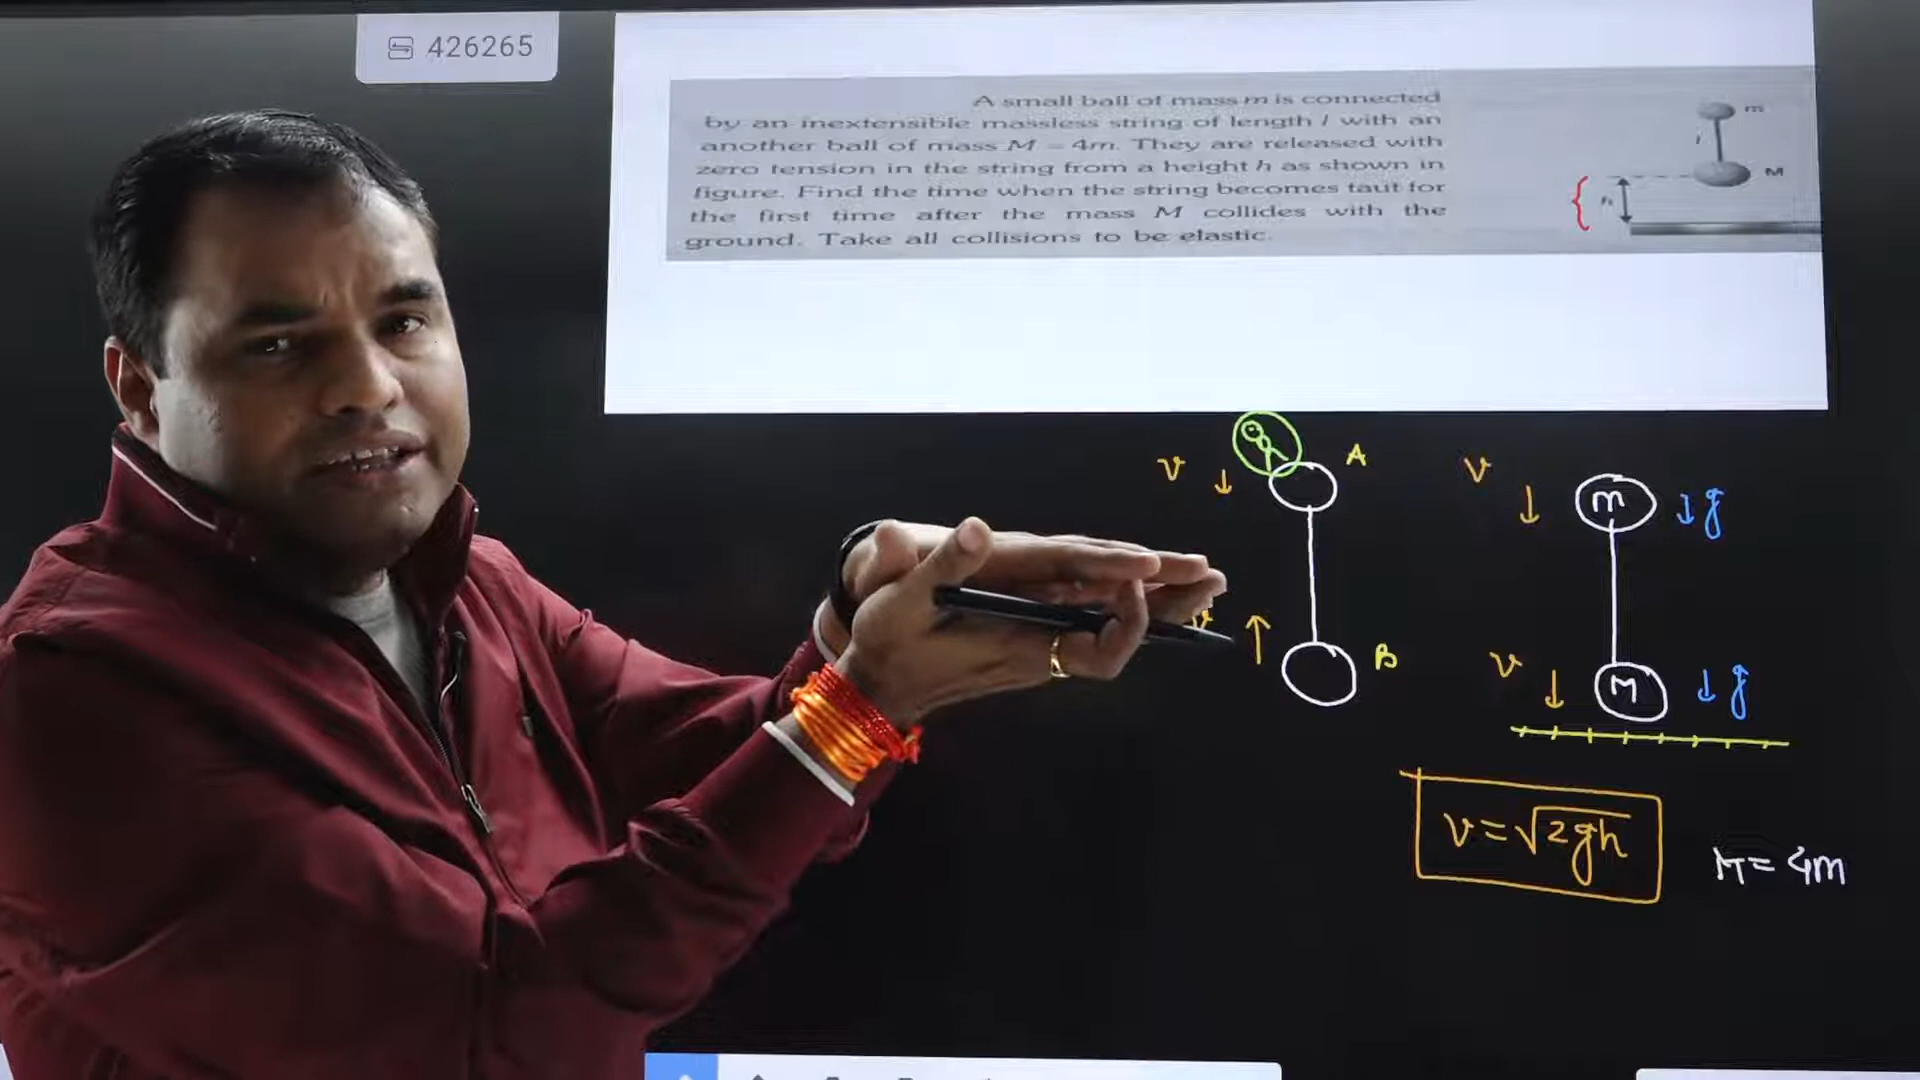 426265
A small ball of mass m is connected
by an inextensible massless string of length l with an
another ball of mass M = 4m. They are released with
zero tension in the string from a height h as shown in
figure. Find the time when the string becomes taut for
the first time after the mass M collides with the
ground. Take all collisions to be elastic.
m
l
M
h
v A
v B
v m g
v M g
v = √2gh
M = 4m